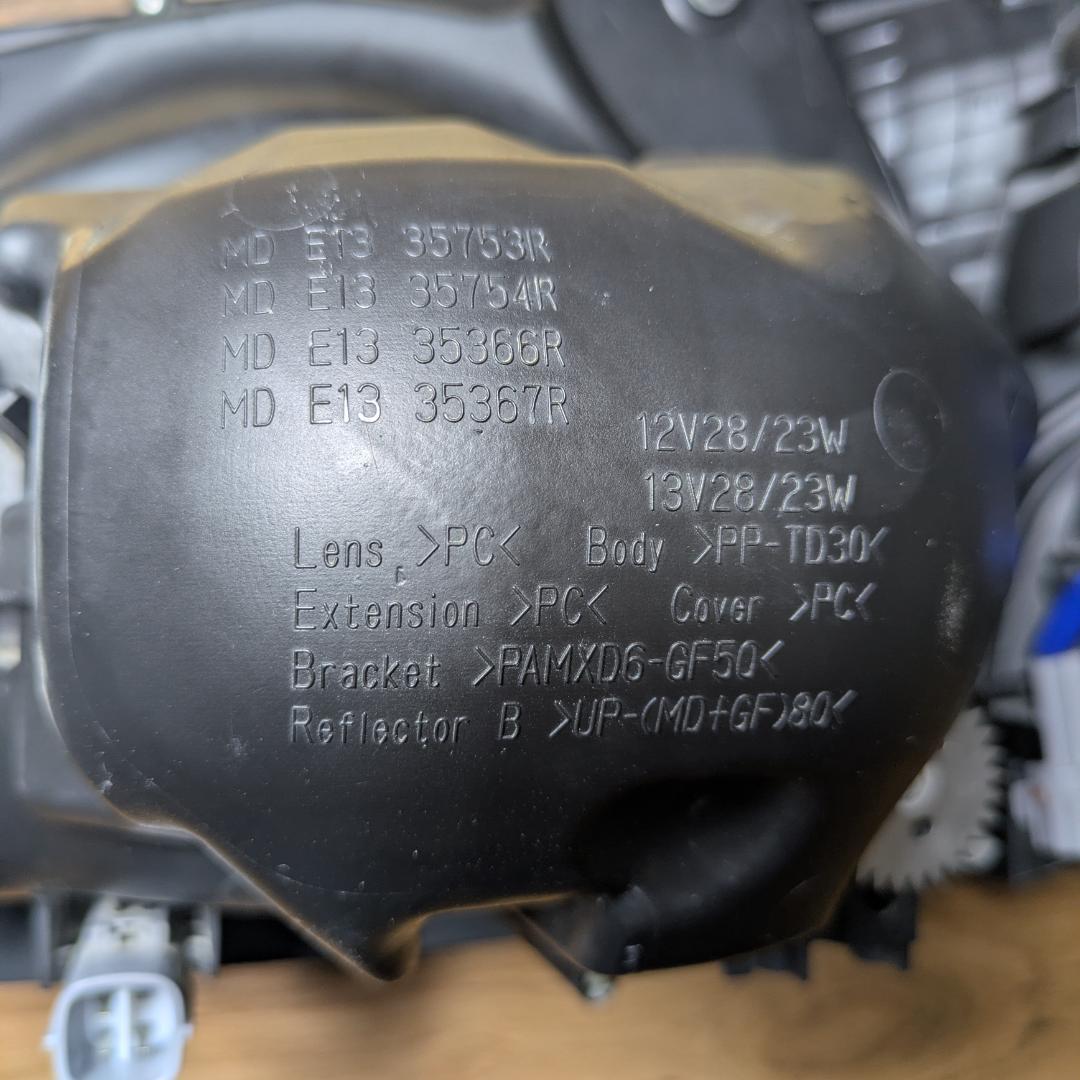 MD E13 35753R
MD E13 35754R
MD E13 35366R
MD E13 35367R
12V28/23W
13V28/23W
Lens >PC< Body >PP-TD30<
Extension >PC< Cover >PC<
Bracket >PAMXD6-GF50<
Reflector B >UP-(MD+GF)80<